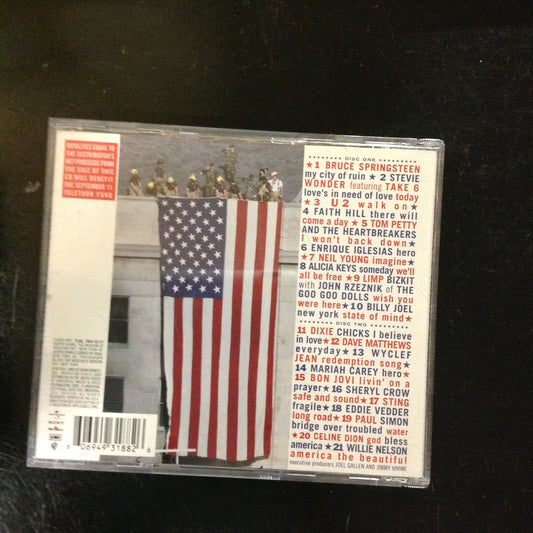 ROYALTIES EQUAL TO
THE DISTRIBUTOR'S
NET PROCEEDS FROM
THE SALE OF THIS
CD WILL BENEFIT
THE SEPTEMBER 11
TELETHON FUND
DISC ONE
★1 BRUCE SPRINGSTEEN
my city of ruin ★ 2 STEVIE
WONDER featuring TAKE 6
love's in need of love today
★ 3 U2 walk on ★
4 FAITH HILL there will
come a day ★ 5 TOM PETTY
AND THE HEARTBREAKERS
I won't back down ★
6 ENRIQUE IGLESIAS hero
★ 7 NEIL YOUNG imagine ★
8 ALICIA KEYS someday we'll
all be free ★ 9 LIMP BIZKIT
with JOHN RZEZNIK of THE
GOO GOO DOLLS wish you
were here ★ 10 BILLY JOEL
new york state of mind ★
DISC TWO
11 DIXIE CHICKS I believe
in love ★ 12 DAVE MATTHEWS
everyday ★ 13 WYCLEF
JEAN redemption song ★
14 MARIAH CAREY hero ★
15 BON JOVI livin' on a
prayer ★ 16 SHERYL CROW
safe and sound ★ 17 STING
fragile ★ 18 EDDIE VEDDER
long road ★ 19 PAUL SIMON
bridge over troubled water
★ 20 CELINE DION god bless
america ★ 21 WILLIE NELSON
america the beautiful
executive producers JOEL GALLEN AND JIMMY IOVINE
6 06949 31882 6